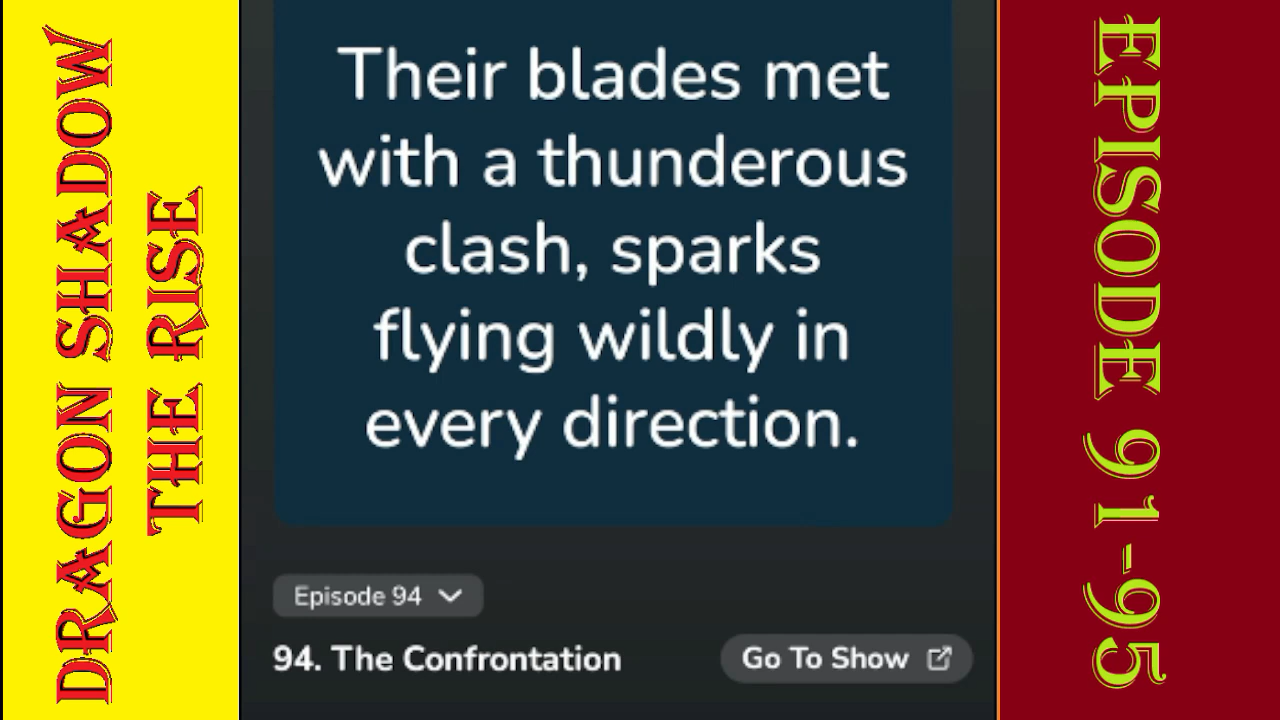 DRAGON SHADOW
THE RISE
Their blades met
with a thunderous
clash, sparks
flying wildly in
every direction.
Episode 94
94. The Confrontation
Go To Show
EPISODE 91-95